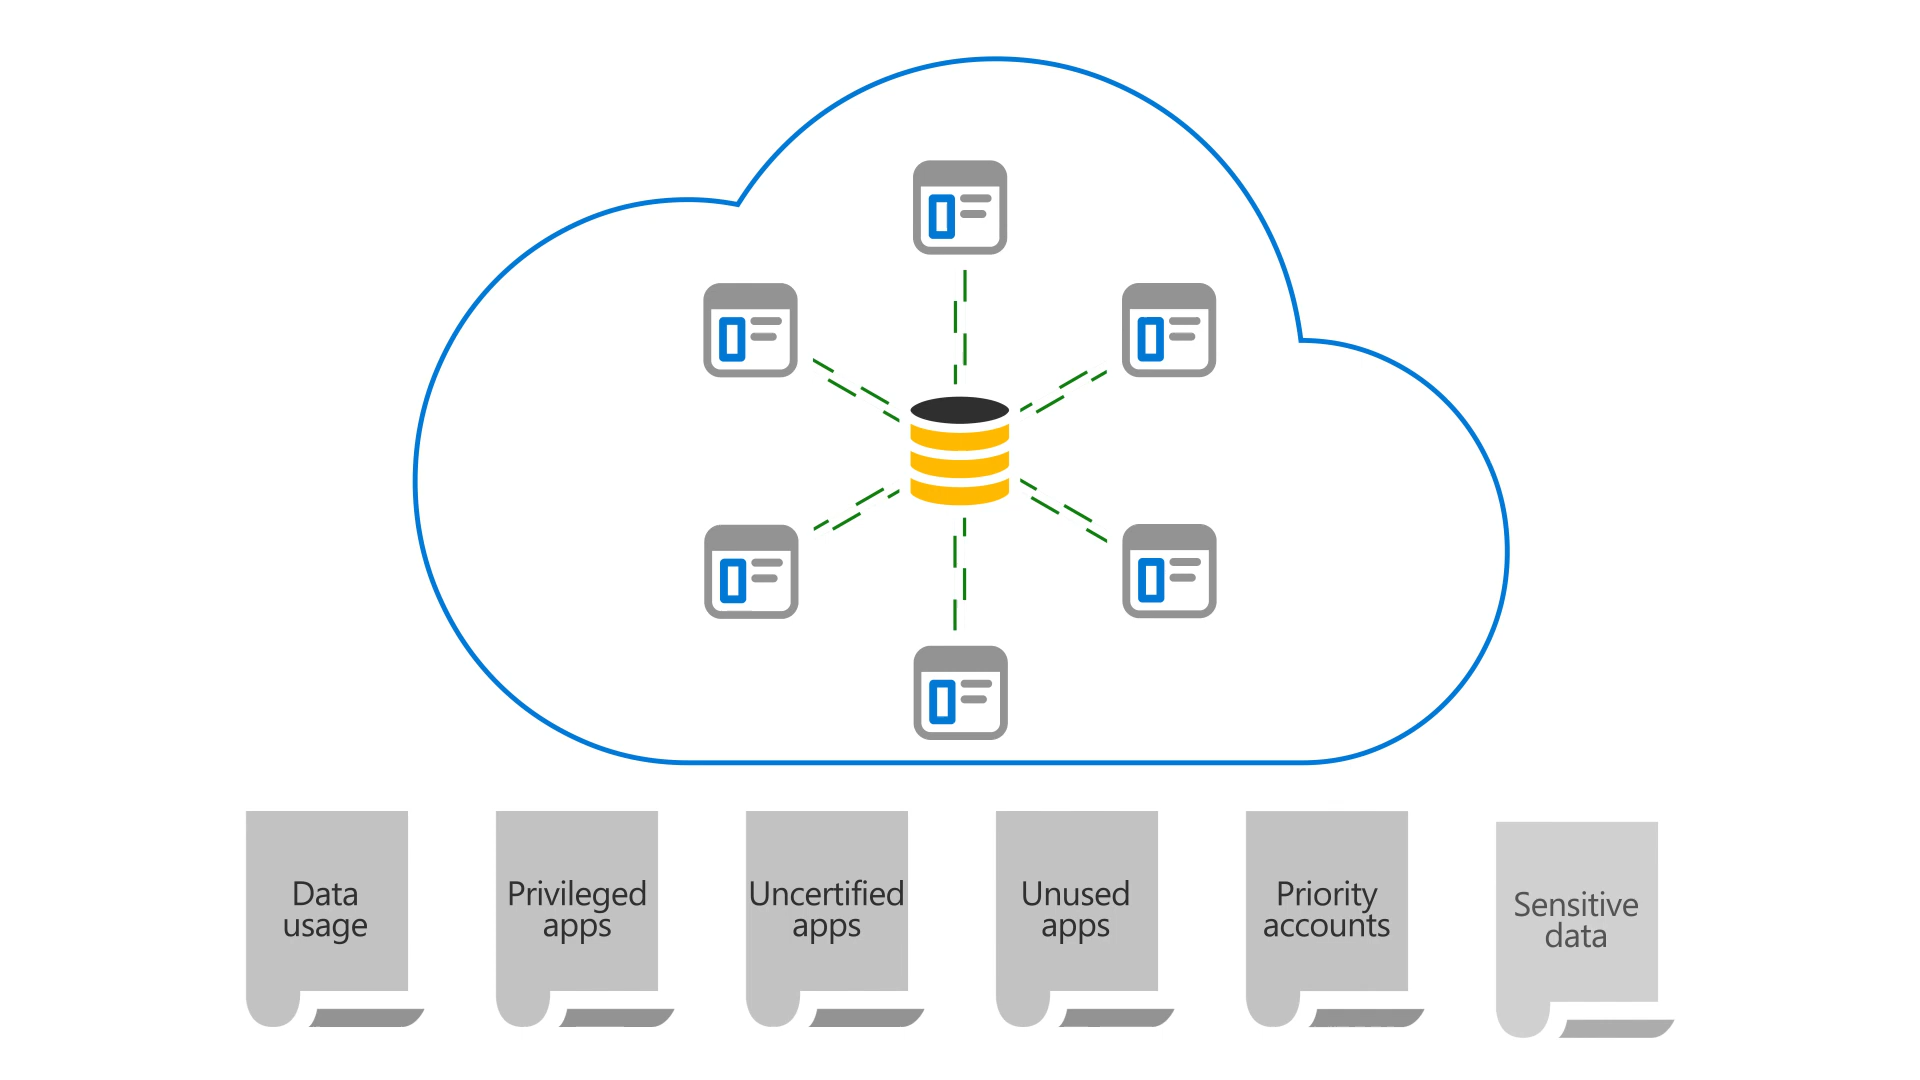 Data
usage
Privileged
apps
Uncertified
apps
Unused
apps
Priority
accounts
Sensitive
data